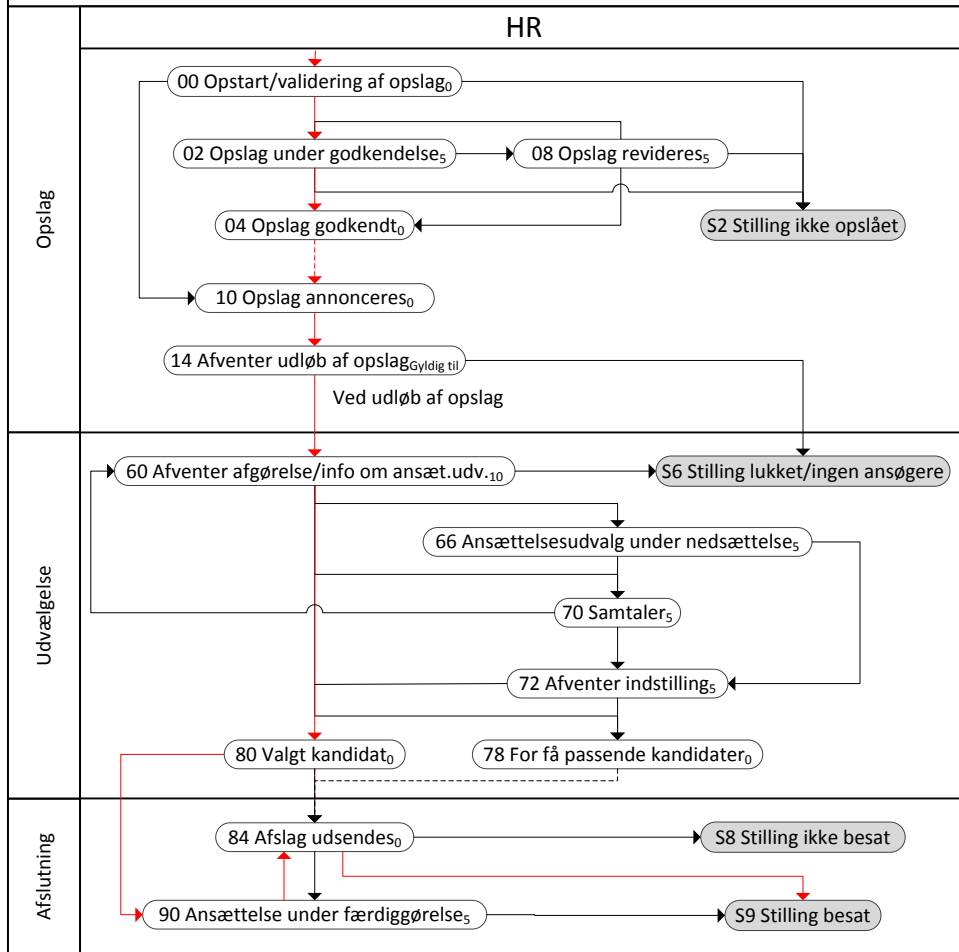 HR
Opslag
00 Opstart/validering af opslag0
02 Opslag under godkendelse5
08 Opslag revideres5
04 Opslag godkendt0
S2 Stilling ikke opslået
10 Opslag annonceres0
14 Afventer udløb af opslagGyldig til
Ved udløb af opslag
Udvælgelse
60 Afventer afgørelse/info om ansæt.udv.10
S6 Stilling lukket/ingen ansøgere
66 Ansættelsesudvalg under nedsættelse5
70 Samtaler5
72 Afventer indstilling5
80 Valgt kandidat0
78 For få passende kandidater0
Afslutning
84 Afslag udsendes0
S8 Stilling ikke besat
90 Ansættelse under færdiggørelse5
S9 Stilling besat